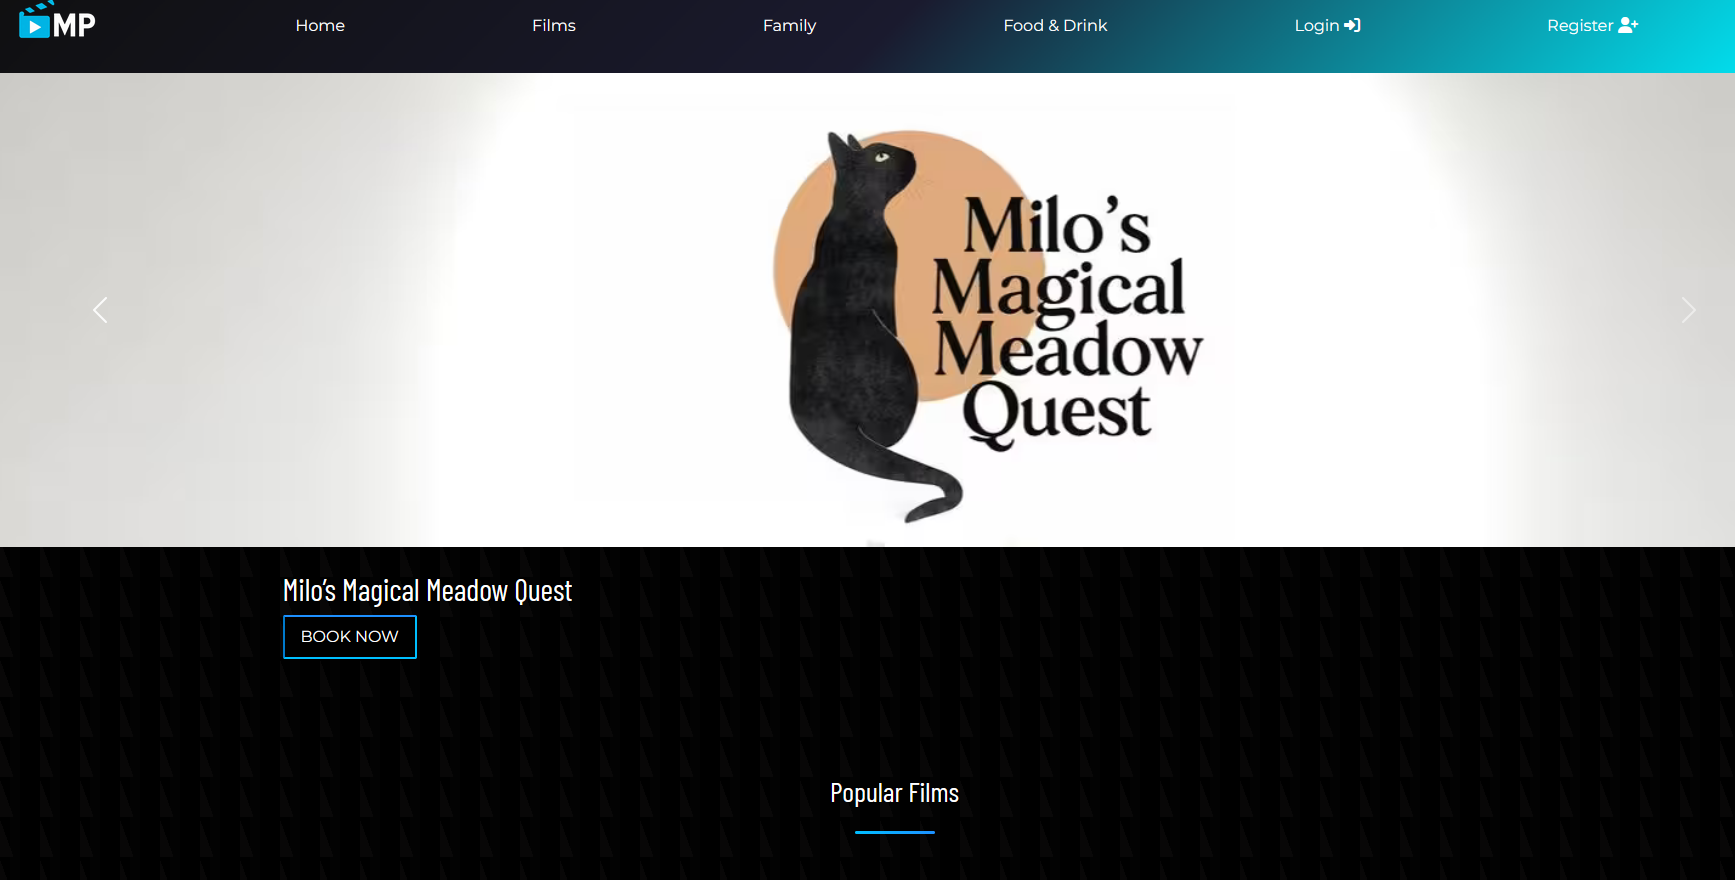 MP
Home
Films
Family
Food & Drink
Login
Register
Milo's
Magical
Meadow
Quest
Milo's Magical Meadow Quest
BOOK NOW
Popular Films